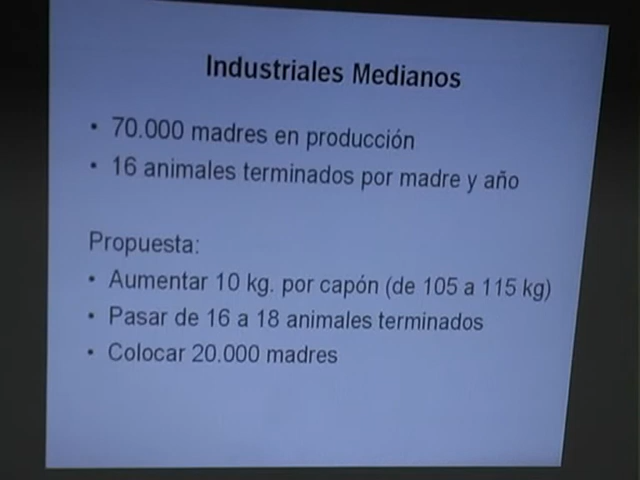 Industriales Medianos
• 70.000 madres en producción
• 16 animales terminados por madre y año
Propuesta:
• Aumentar 10 kg. por capón (de 105 a 115 kg)
• Pasar de 16 a 18 animales terminados
• Colocar 20.000 madres